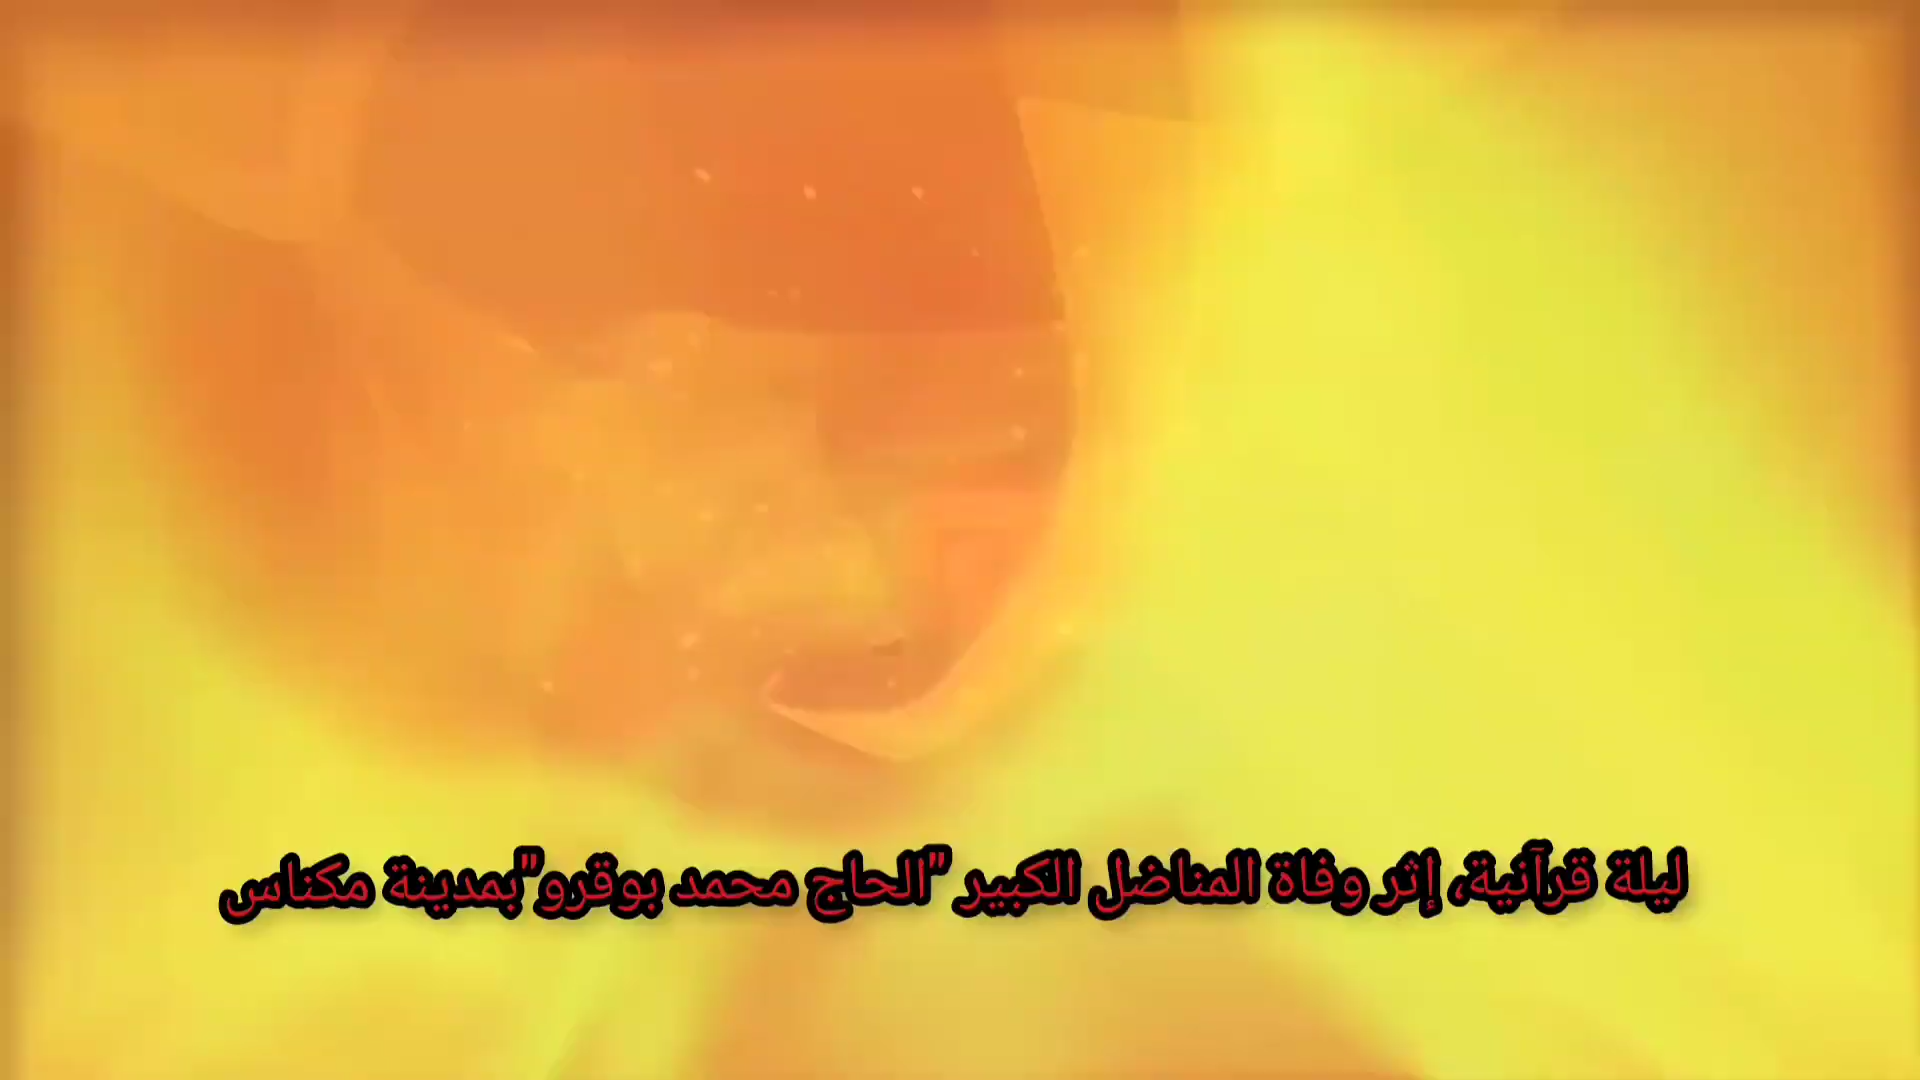 ليلة قرآنية، إثر وفاة المناضل الكبير "الحاج محمد بوقرو"بمدينة مكناس